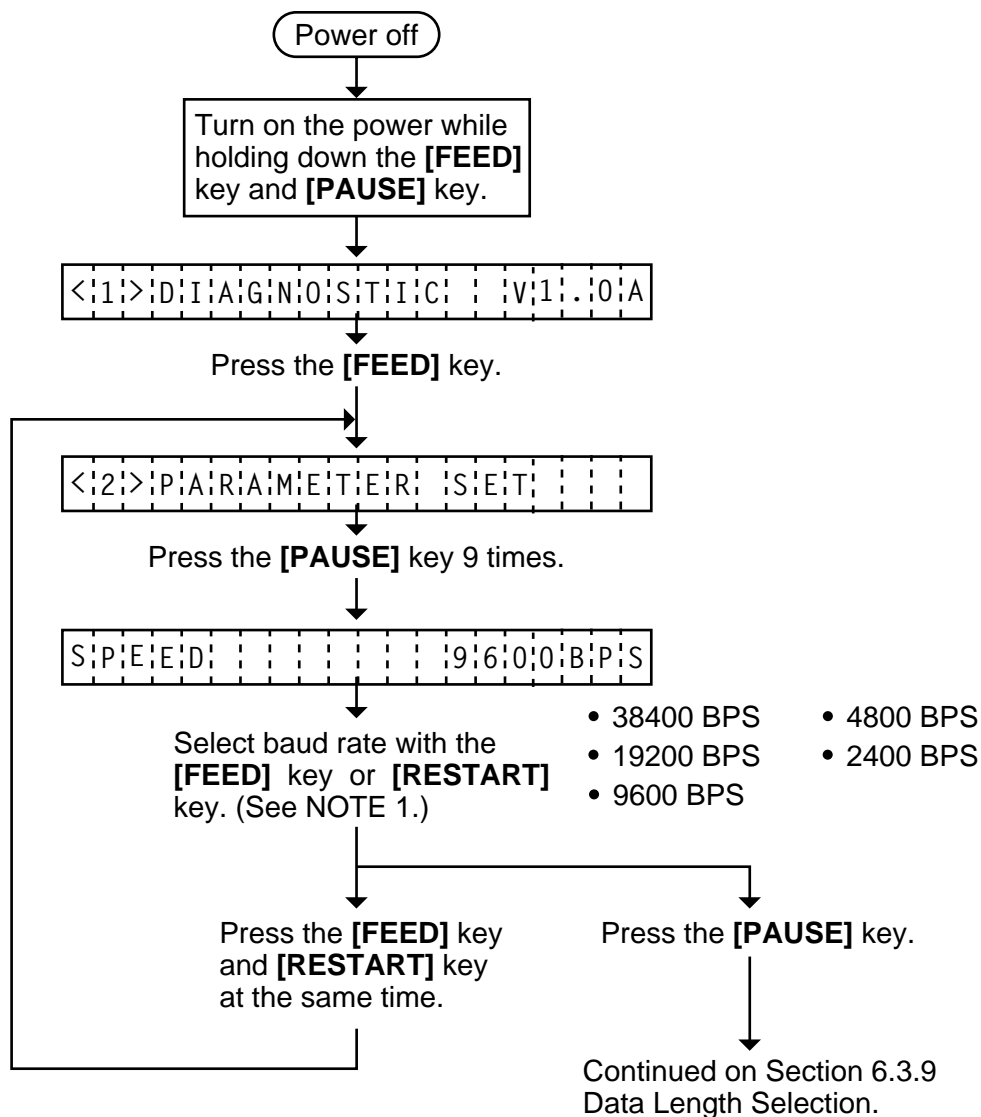 Power off
Turn on the power while
holding down the [FEED]
key and [PAUSE] key.
<1>DIAGNOSTIC  V1.0A
Press the [FEED] key.
<2>PARAMETER SET
Press the [PAUSE] key 9 times.
SPEED        9600BPS
Select baud rate with the
[FEED] key or [RESTART]
key. (See NOTE 1.)
• 38400 BPS
• 19200 BPS
• 9600 BPS
• 4800 BPS
• 2400 BPS
Press the [FEED] key
and [RESTART] key
at the same time.
Press the [PAUSE] key.
Continued on Section 6.3.9
Data Length Selection.